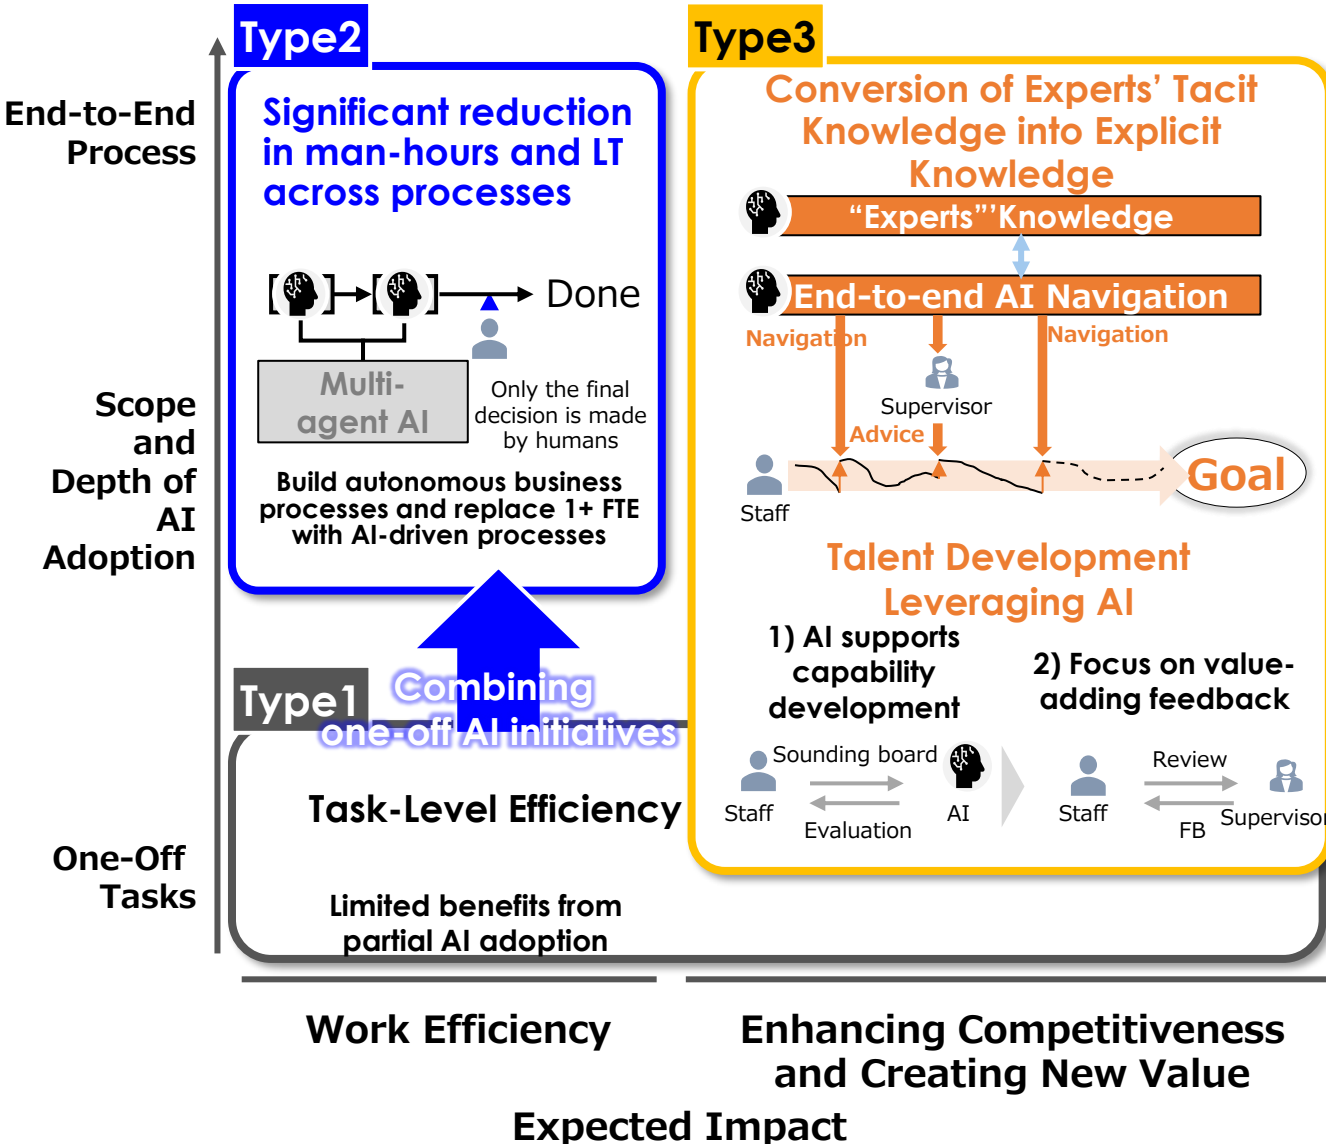 Type2
Type3
End-to-End
Process
Significant reduction
in man-hours and LT
across processes
Done
Multi-
agent AI
Only the final
decision is made
by humans
Build autonomous business
processes and replace 1+ FTE
with AI-driven processes
Scope
and
Depth of
AI
Adoption
Conversion of Experts’ Tacit
Knowledge into Explicit
Knowledge
“Experts”’Knowledge
End-to-end AI Navigation
Navigation
Navigation
Supervisor
Advice
Staff
Goal
Talent Development
Leveraging AI
1) AI supports
capability
development
2) Focus on value-
adding feedback
Sounding board
Staff
Evaluation
AI
Review
Staff
FB
Supervisor
Type1
Combining
one-off AI initiatives
Task-Level Efficiency
One-Off
Tasks
Limited benefits from
partial AI adoption
Work Efficiency
Enhancing Competitiveness
and Creating New Value
Expected Impact